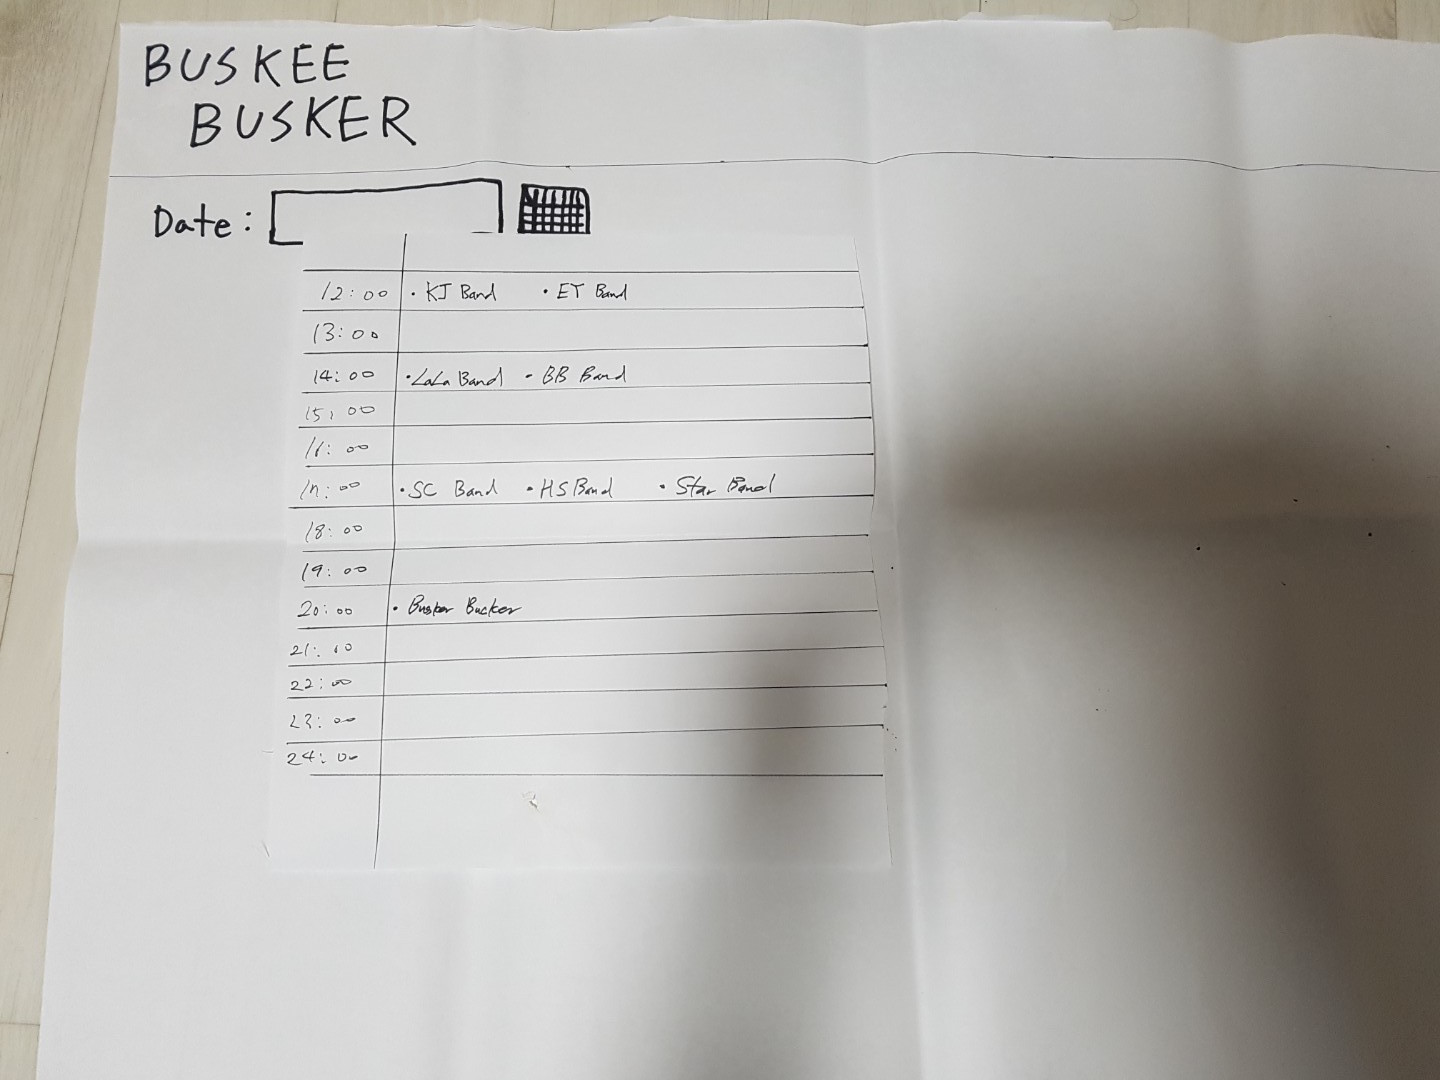 BUSKEE
BUSKER
Date:
12:00 • KJ Band • ET Band
13:00
14:00 • LaLa Band • BB Band
15:00
16:00
17:00 • SC Band • HS Band • Star Band
18:00
19:00
20:00 • Busker Bucker
21:00
22:00
23:00
24:00